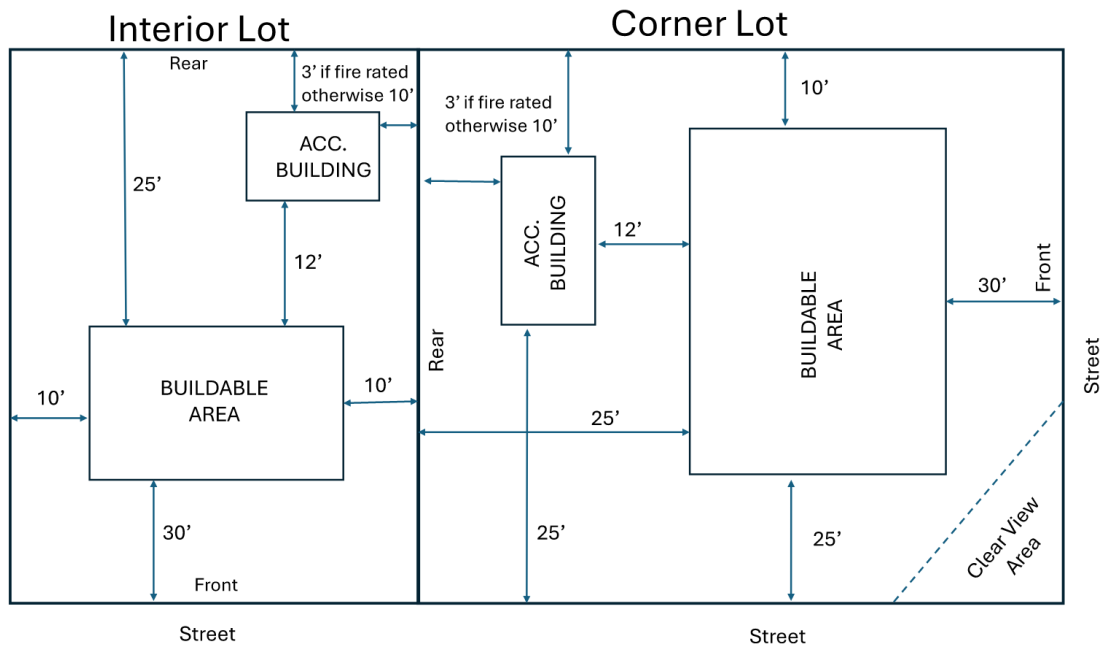 Interior Lot
Rear
3’ if fire rated
otherwise 10’
ACC.
BUILDING
25’
12’
10’
BUILDABLE
AREA
10’
30’
Front
Street
Corner Lot
3’ if fire rated
otherwise 10’
10’
ACC.
BUILDING
12’
BUILDABLE
AREA
30’
Front
Street
Rear
25’
25’
25’
Clear View
Area
Street